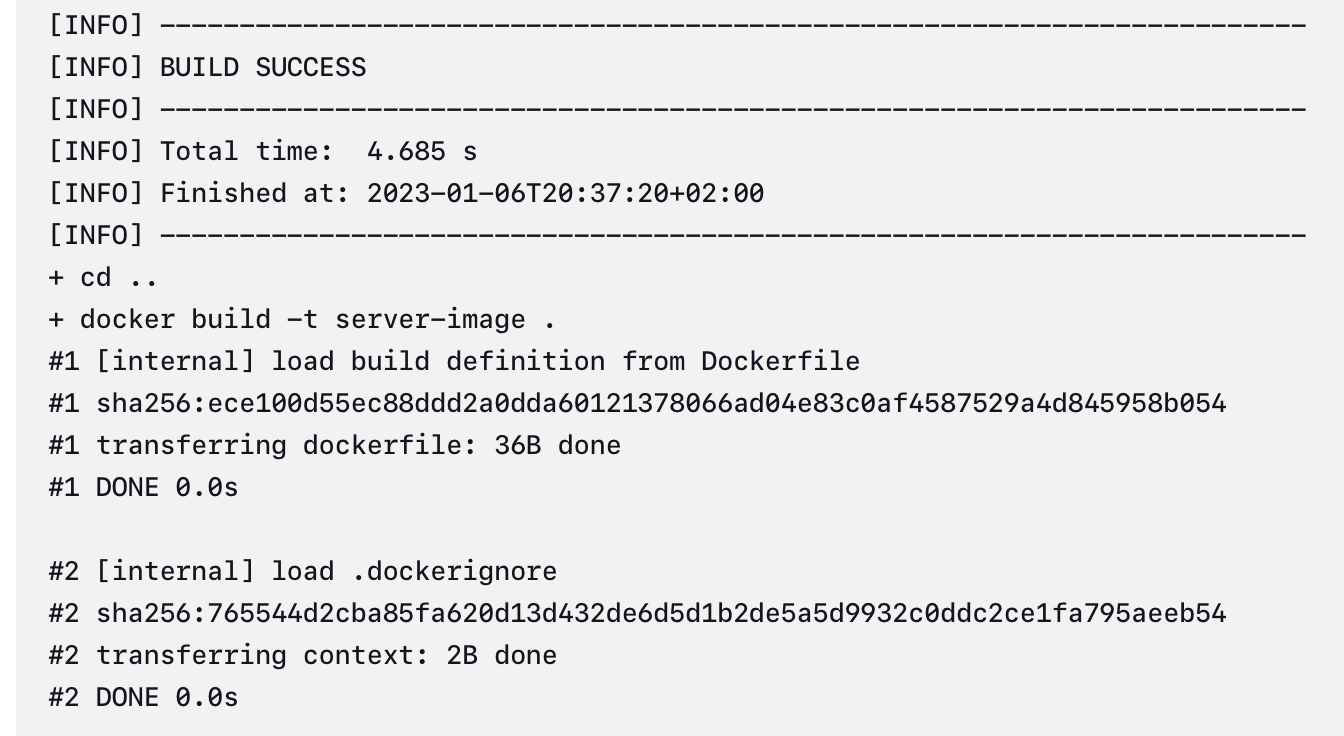 [INFO] ------------------------------------------------------------------------
[INFO] BUILD SUCCESS
[INFO] ------------------------------------------------------------------------
[INFO] Total time:  4.685 s
[INFO] Finished at: 2023-01-06T20:37:20+02:00
[INFO] ------------------------------------------------------------------------
+ cd ..
+ docker build -t server-image .
#1 [internal] load build definition from Dockerfile
#1 sha256:ece100d55ec88ddd2a0dda60121378066ad04e83c0af4587529a4d845958b054
#1 transferring dockerfile: 36B done
#1 DONE 0.0s

#2 [internal] load .dockerignore
#2 sha256:765544d2cba85fa620d13d432de6d5d1b2de5a5d9932c0ddc2ce1fa795aeeb54
#2 transferring context: 2B done
#2 DONE 0.0s